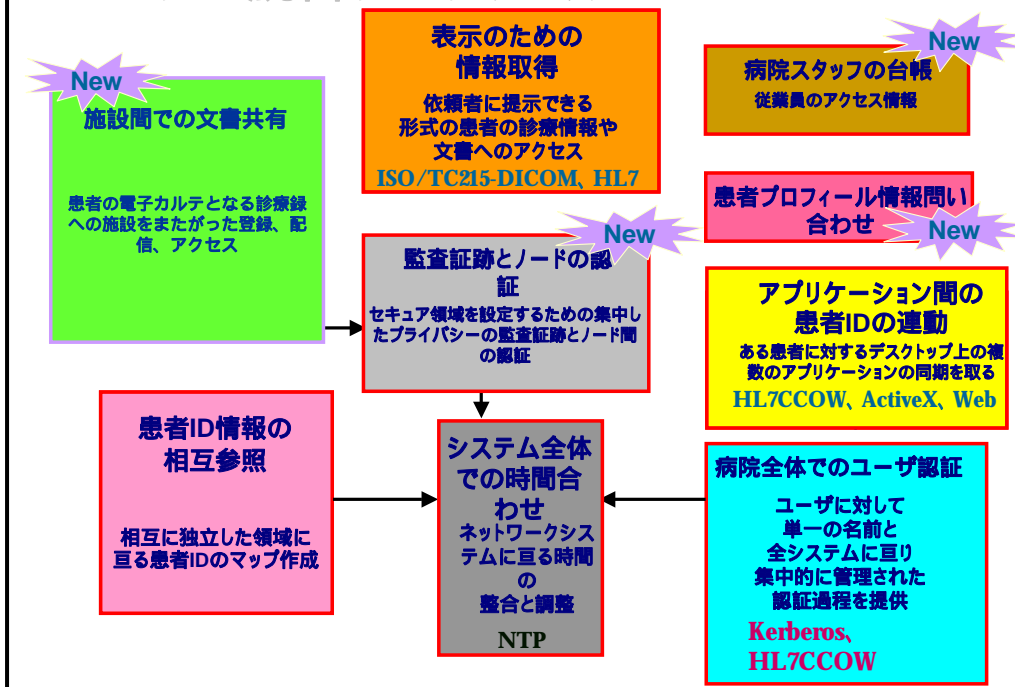 表示のための
情報取得
依頼者に提示できる
形式の患者の診療情報や
文書へのアクセス
ISO/TC215-DICOM、HL7
New
病院スタッフの台帳
従業員のアクセス情報
New
施設間での文書共有
患者の電子カルテとなる診療録
への施設をまたがった登録、配
信、アクセス
患者プロフィール情報問い
合わせ
New
New
監査証跡とノードの認
証
セキュア領域を設定するための集中し
たプライバシーの監査証跡とノード間
の認証
アプリケーション間の
患者IDの連動
ある患者に対するデスクトップ上の複
数のアプリケーションの同期を取る
HL7CCOW、ActiveX、Web
患者ID情報の
相互参照
相互に独立した領域に
亘る患者IDのマップ作成
システム全体
での時間合
わせ
ネットワークシス
テムに亘る時間
の
整合と調整
NTP
病院全体でのユーザ認証
ユーザに対して
単一の名前と
全システムに亘り
集中的に管理された
認証過程を提供
Kerberos、
HL7CCOW